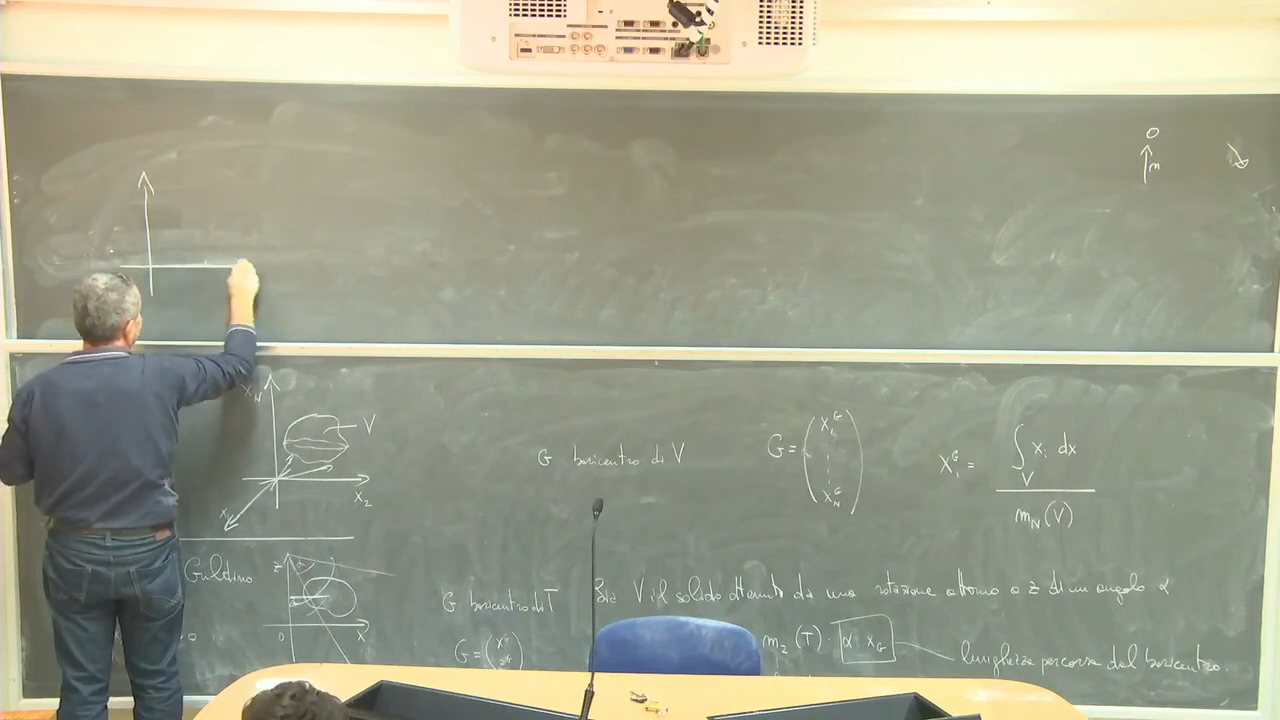 0
n
X_N
V
X_2
X_1
G baricentro di V
G = ( X_1^G ⋮ X_N^G )
X_i^G = ∫_V x_i dx / m_N(V)
Guldino
z
α
0
X
G baricentro di T
G =
Sia V il solido ottenuto da una rotazione attorno a z di un angolo α
m_2 (T) · α · X_G
lunghezza percorsa dal baricentro.